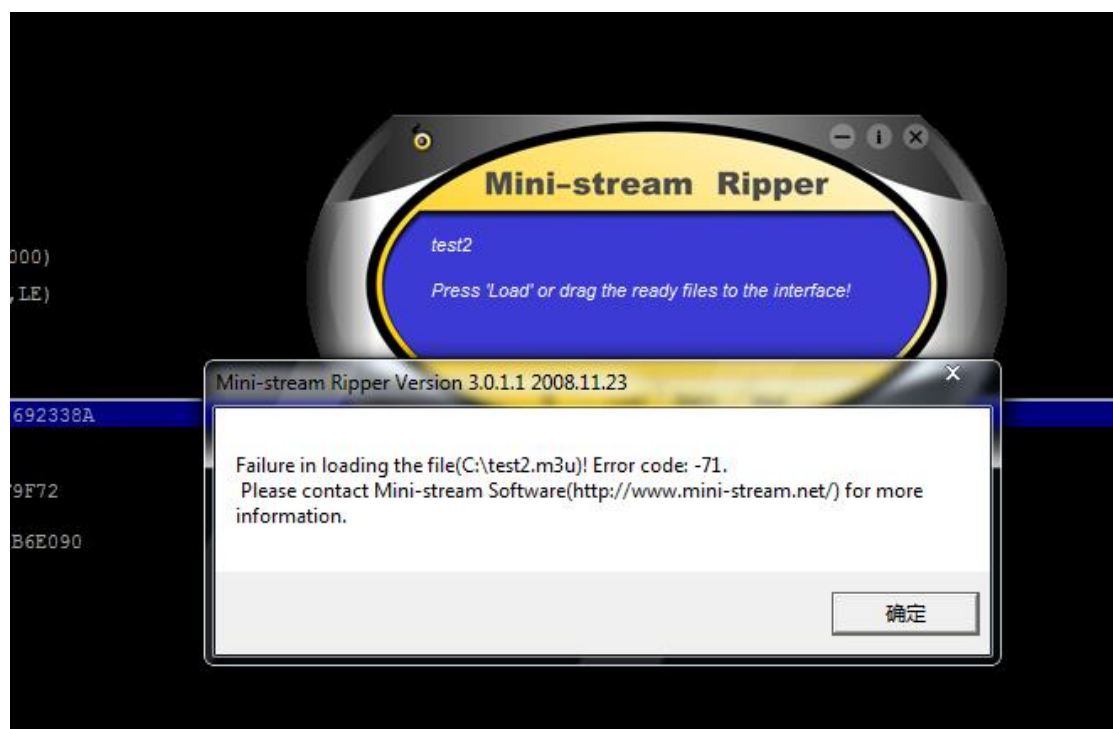 Mini-stream Ripper
test2
000)
,LE)
Press 'Load' or drag the ready files to the interface!
Mini-stream Ripper Version 3.0.1.1 2008.11.23
692338A
Failure in loading the file(C:\test2.m3u)! Error code: -71.
Please contact Mini-stream Software(http://www.mini-stream.net/) for more
information.
9F72
B6E090
确定